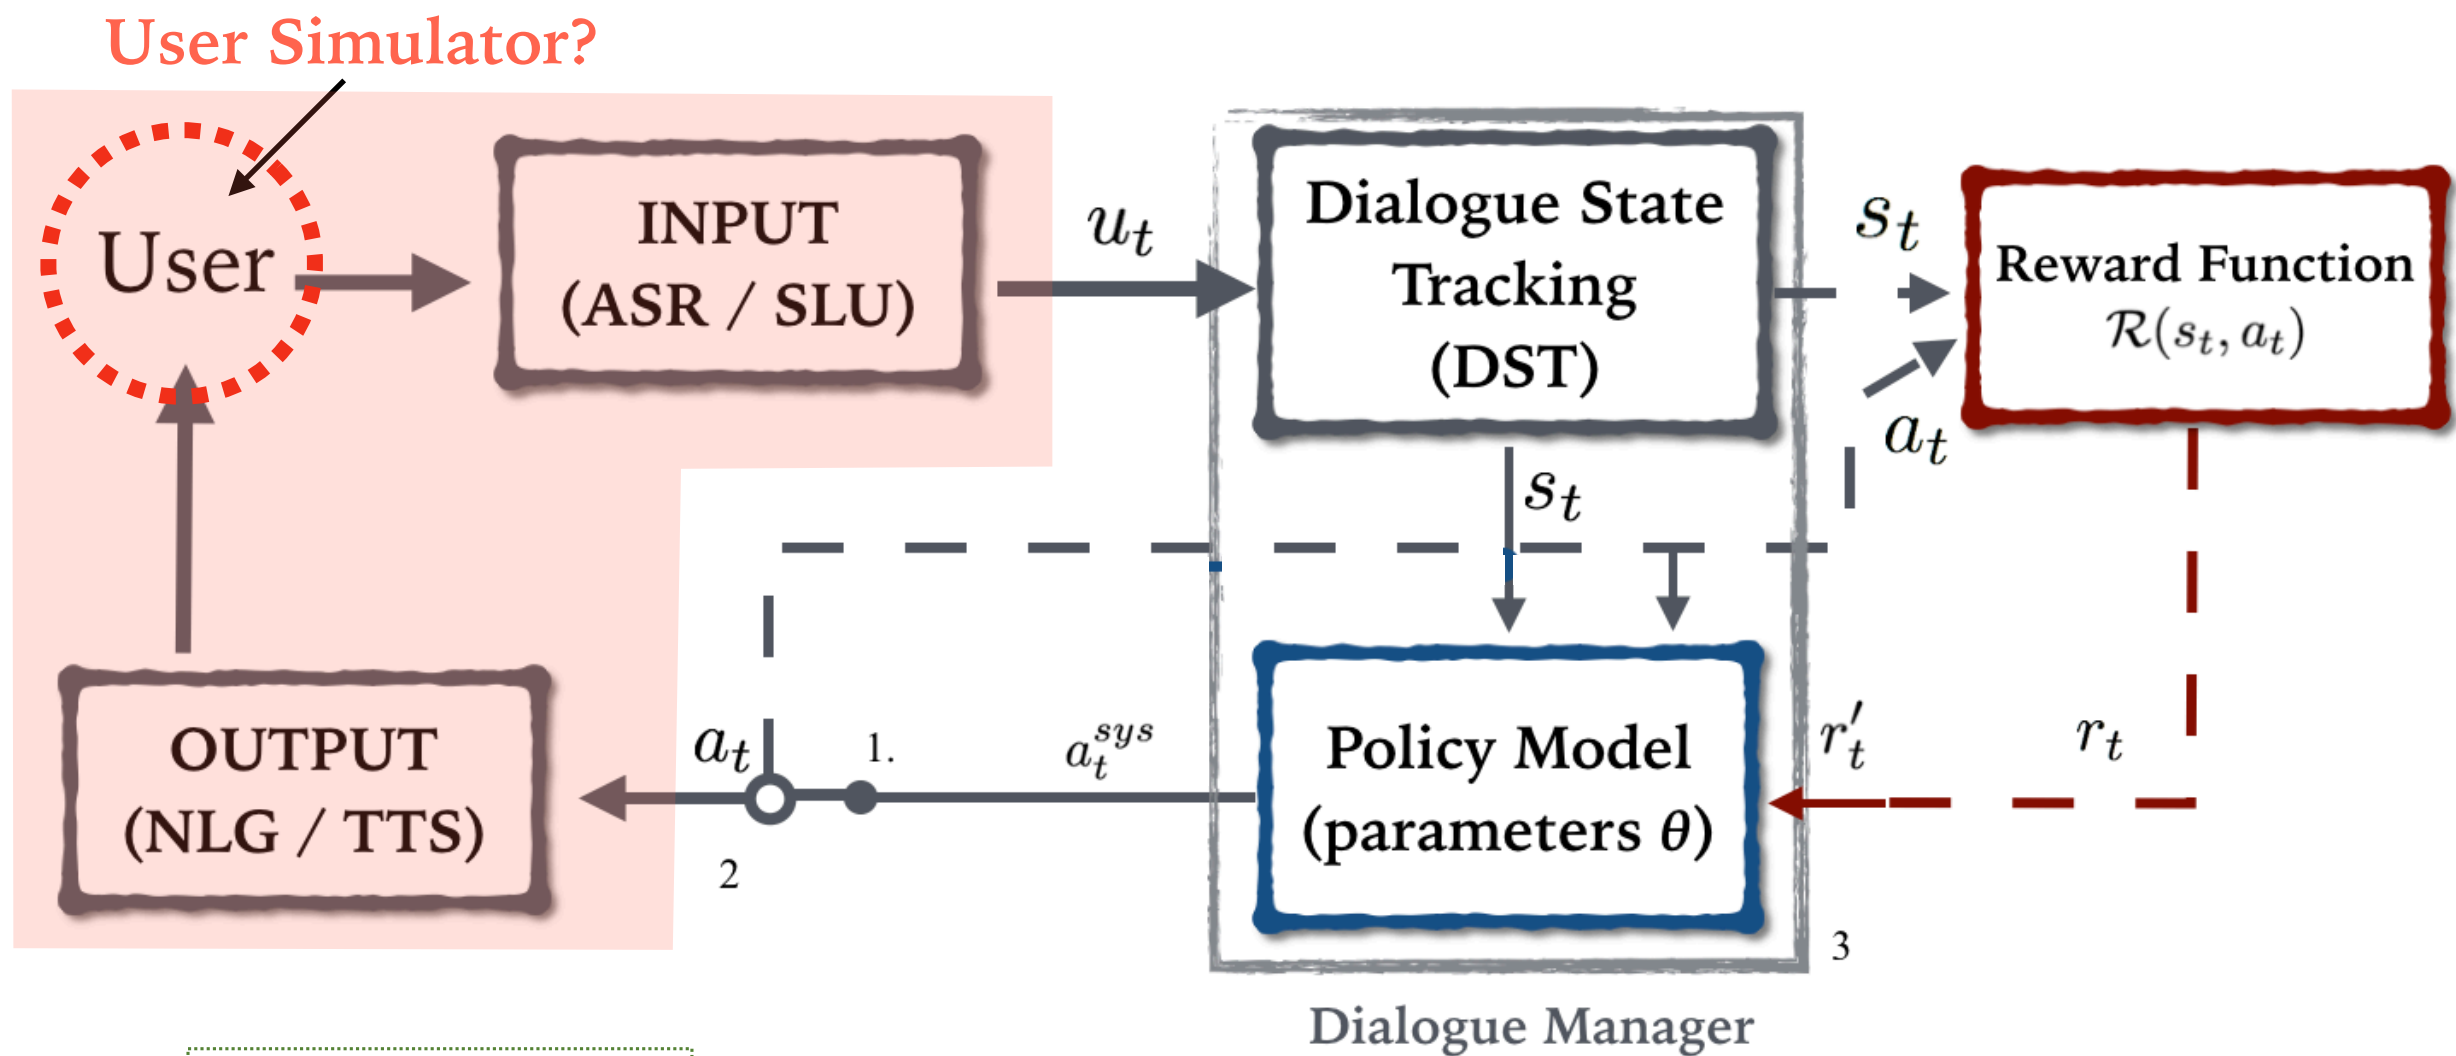 User Simulator?
User
INPUT
(ASR / SLU)
u_t
Dialogue State
Tracking
(DST)
s_t
Reward Function
R(s_t, a_t)
a_t
s_t
OUTPUT
(NLG / TTS)
a_t
1.
a_t^{sys}
2
Policy Model
(parameters θ)
r'_t
r_t
3
Dialogue Manager